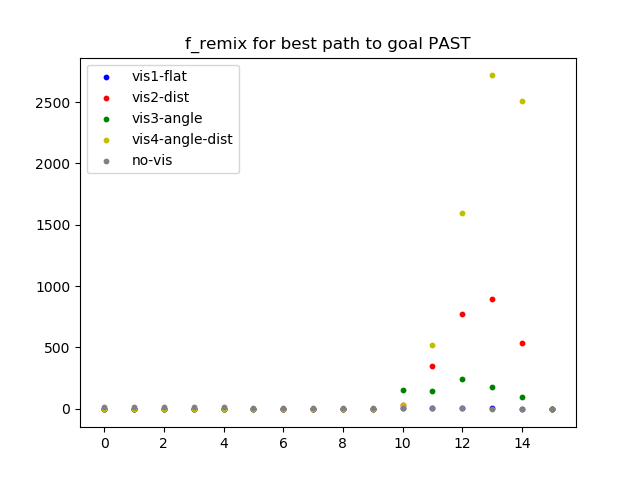 f_remix for best path to goal PAST
vis1-flat
vis2-dist
vis3-angle
vis4-angle-dist
no-vis
2500
2000
1500
1000
500
0
0 2 4 6 8 10 12 14